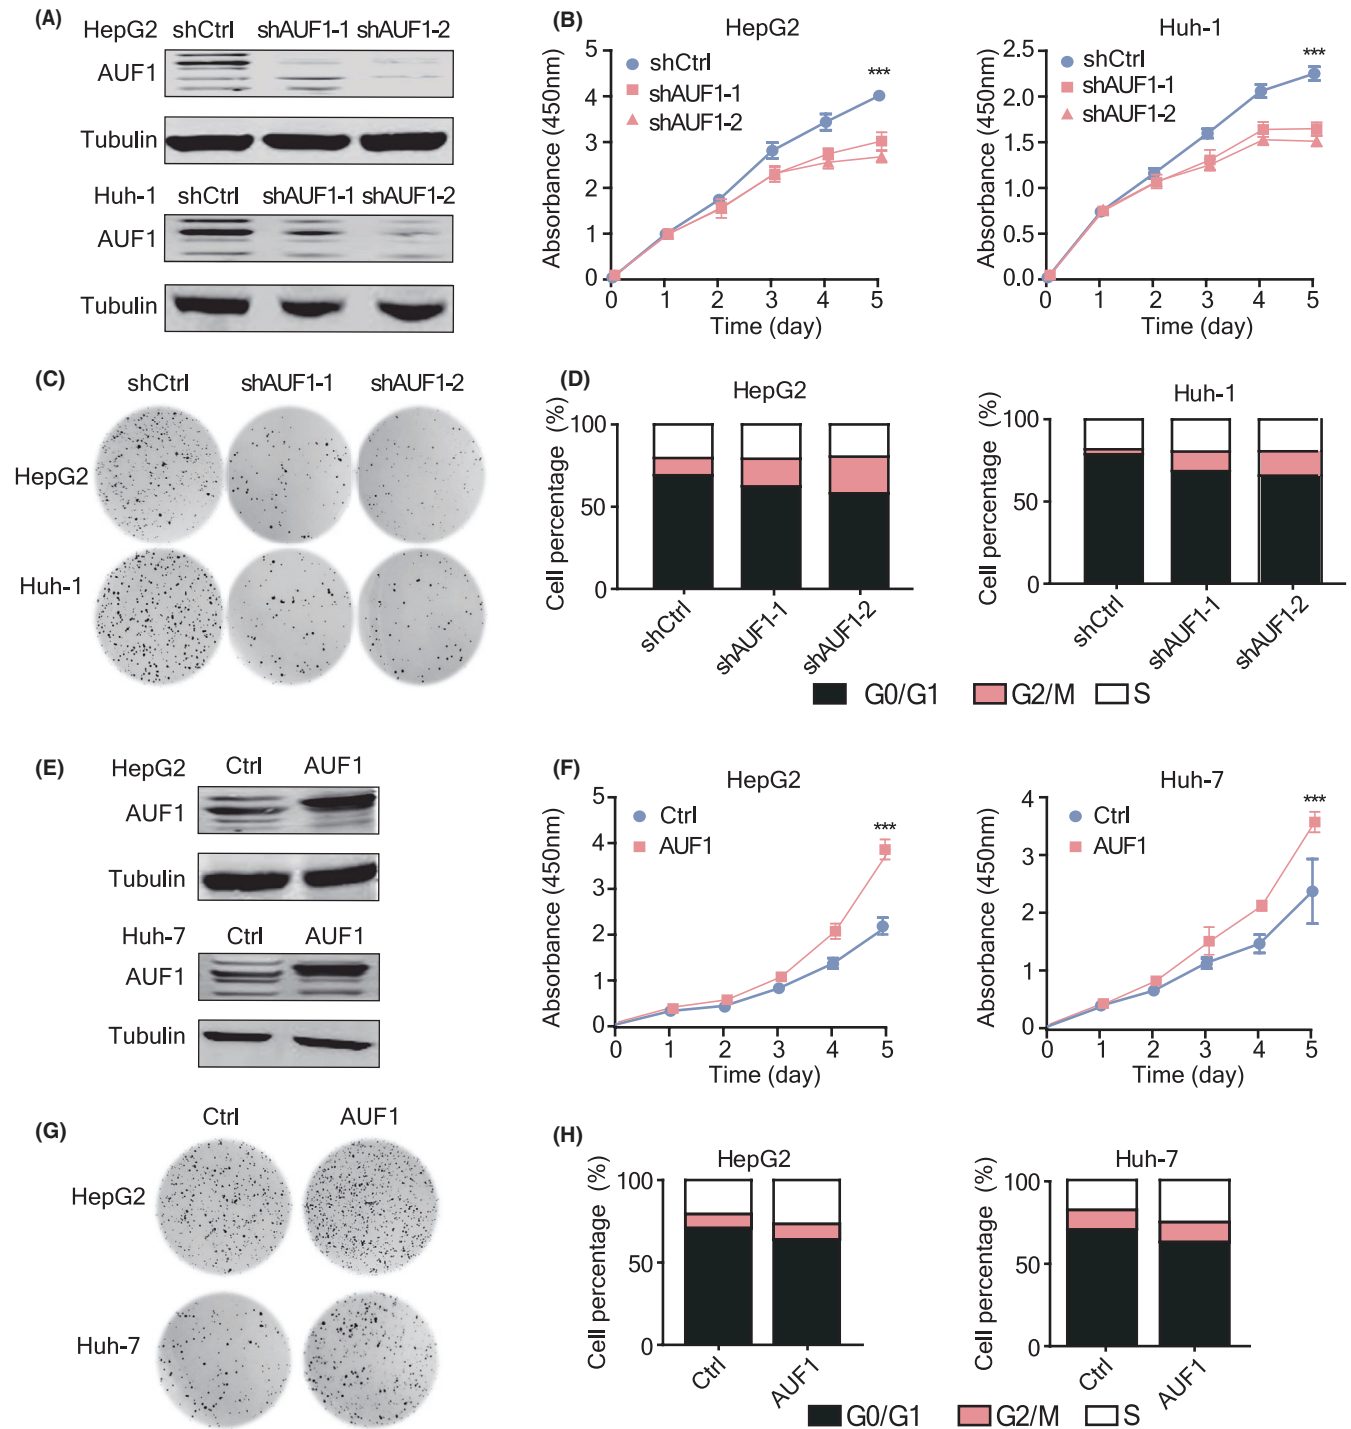 (A)
HepG2 shCtrl shAUF1-1 shAUF1-2
AUF1
Tubulin
Huh-1 shCtrl shAUF1-1 shAUF1-2
AUF1
Tubulin
(B)
HepG2
Absorbance (450nm)
5
4
3
2
1
0
shCtrl
shAUF1-1
shAUF1-2
***
0 1 2 3 4 5
Time (day)
Huh-1
Absorbance (450nm)
2.5
2.0
1.5
1.0
0.5
0.0
shCtrl
shAUF1-1
shAUF1-2
***
0 1 2 3 4 5
Time (day)
(C)
shCtrl shAUF1-1 shAUF1-2
HepG2
Huh-1
(D)
HepG2
Cell percentage (%)
100
50
0
shCtrl shAUF1-1 shAUF1-2
Huh-1
Cell percentage (%)
100
50
0
shCtrl shAUF1-1 shAUF1-2
G0/G1 G2/M S
(E)
HepG2 Ctrl AUF1
AUF1
Tubulin
Huh-7 Ctrl AUF1
AUF1
Tubulin
(F)
HepG2
Absorbance (450nm)
5
4
3
2
1
0
Ctrl
AUF1
***
0 1 2 3 4 5
Time (day)
Huh-7
Absorbance (450nm)
4
3
2
1
0
Ctrl
AUF1
***
0 1 2 3 4 5
Time (day)
(G)
Ctrl AUF1
HepG2
Huh-7
(H)
HepG2
Cell percentage (%)
100
50
0
Ctrl AUF1
Huh-7
Cell percentage (%)
100
50
0
Ctrl AUF1
G0/G1 G2/M S